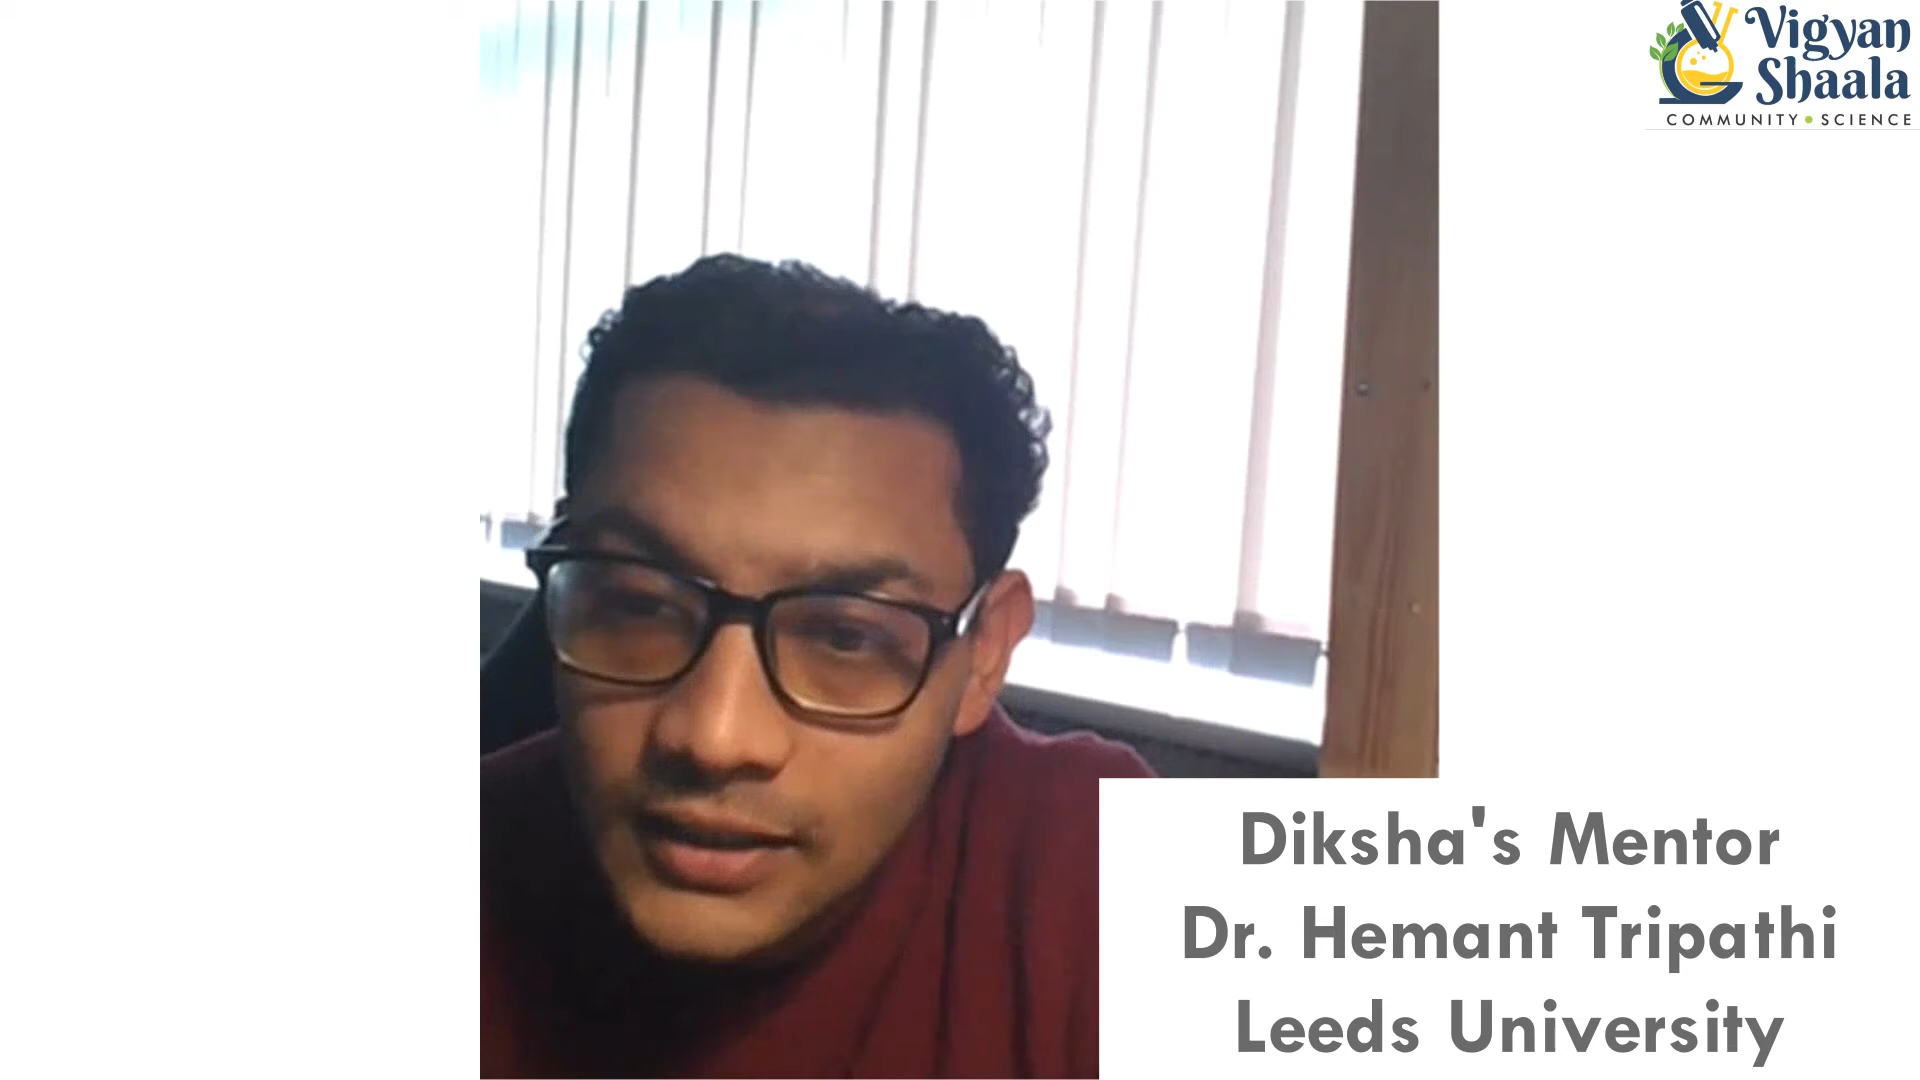 Vigyan
Shaala
COMMUNITY • SCIENCE
Diksha's Mentor
Dr. Hemant Tripathi
Leeds University